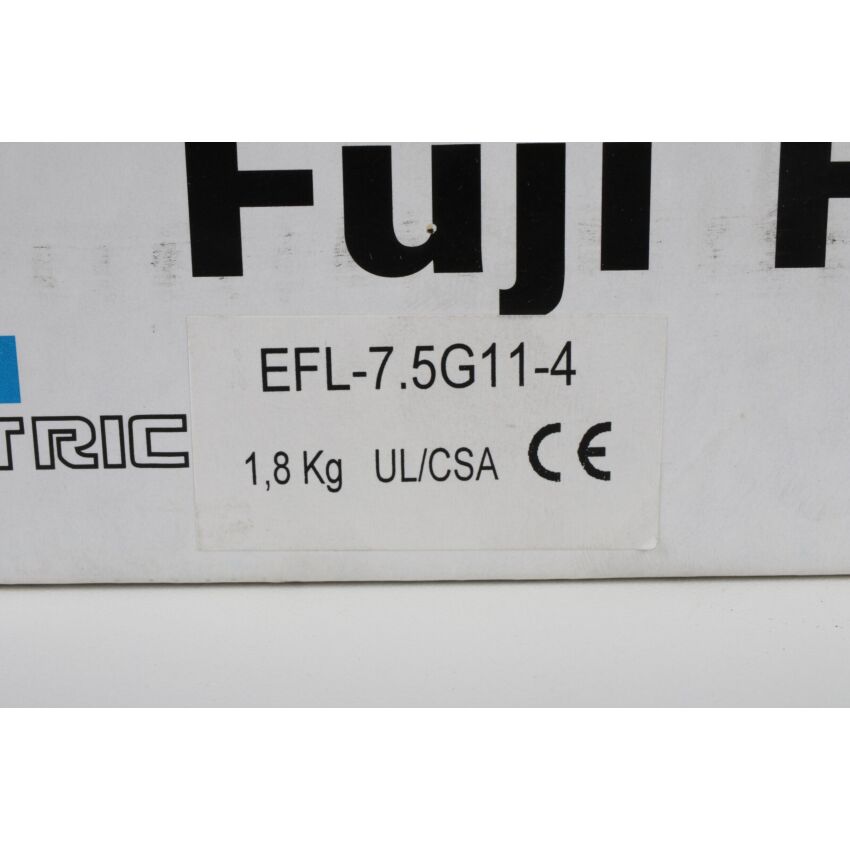 Fuji
EFL-7.5G11-4
TRIC
1,8 Kg UL/CSA CE